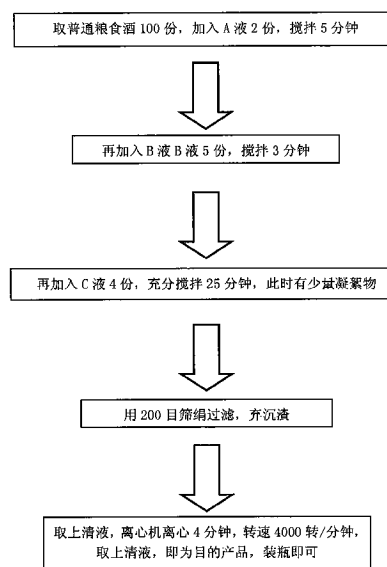 取普通粮食酒100份，加入A液2份，搅拌5分钟
再加入B液B液5份，搅拌3分钟
再加入C液4份，充分搅拌25分钟，此时有少量凝絮物
用200目筛绢过滤，弃沉渣
取上清液，离心机离心4分钟，转速4000转/分钟，
取上清液，即为目的产品，装瓶即可